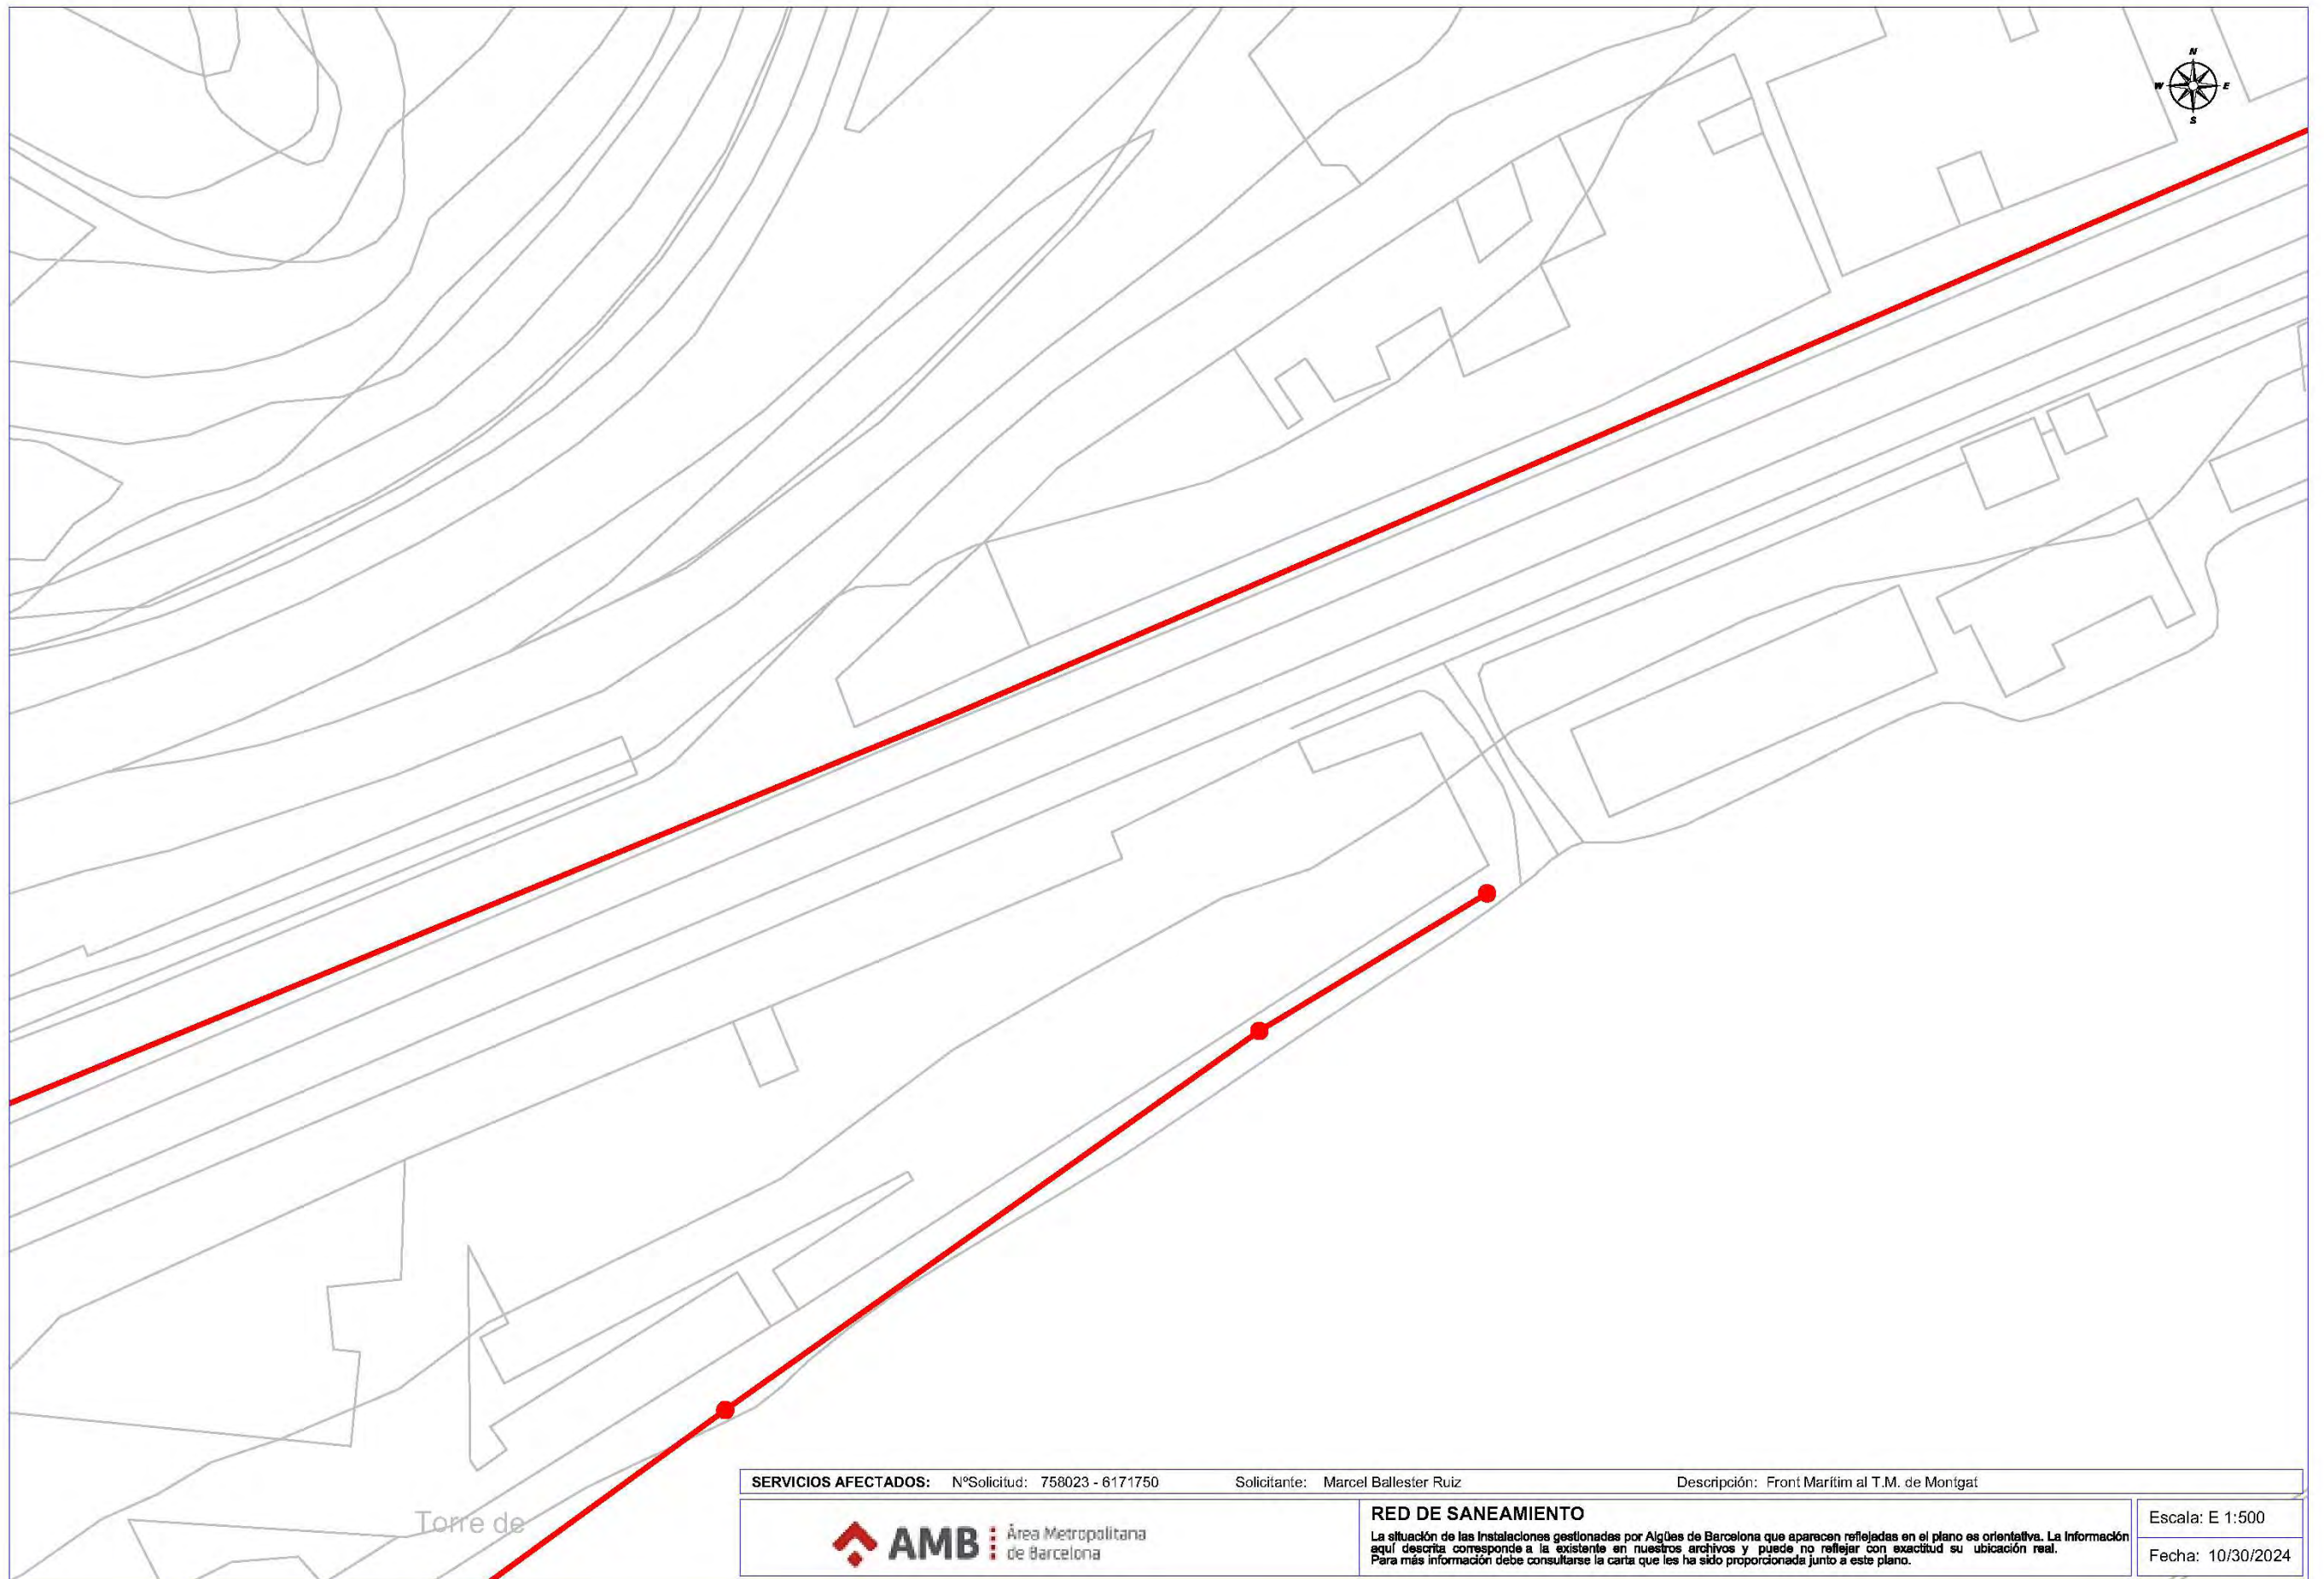 N
W E
S
Torre de
SERVICIOS AFECTADOS: NºSolicitud: 758023 - 6171750 Solicitante: Marcel Ballester Ruiz Descripción: Front Marítim al T.M. de Montgat
AMB Àrea Metropolitana
de Barcelona
RED DE SANEAMIENTO
La situación de las instalaciones gestionadas por Aigües de Barcelona que aparecen reflejadas en el plano es orientativa. La información
aquí descrita corresponde a la existente en nuestros archivos y puede no reflejar con exactitud su ubicación real.
Para más información debe consultarse la carta que les ha sido proporcionada junto a este plano.
Escala: E 1:500
Fecha: 10/30/2024